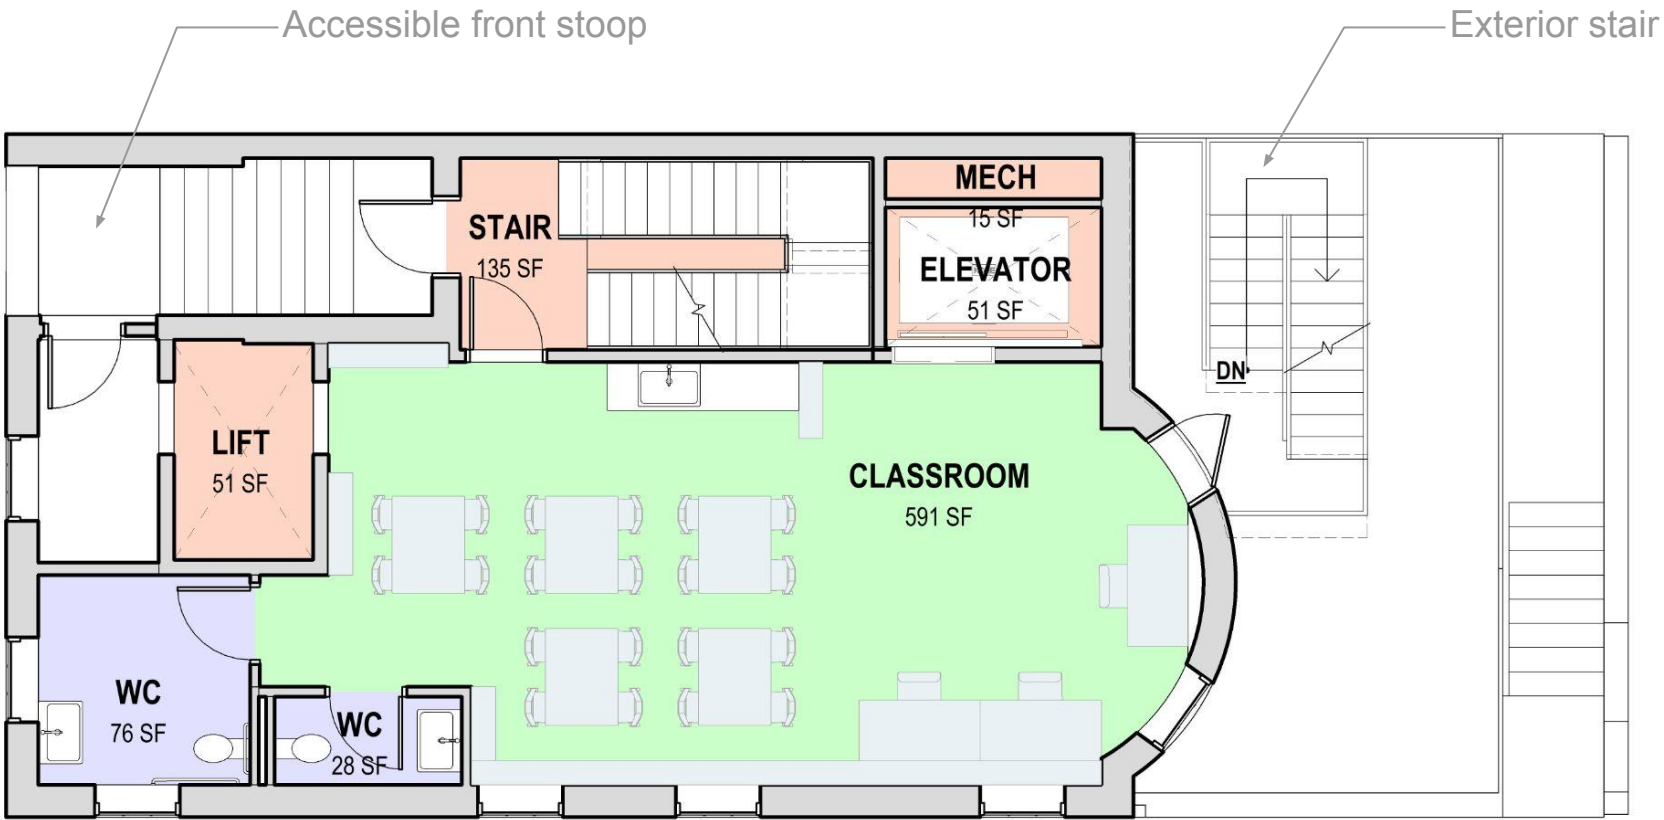 Accessible front stoop
Exterior stair
MECH
15 SF
STAIR
135 SF
ELEVATOR
51 SF
DN
LIFT
51 SF
CLASSROOM
591 SF
WC
76 SF
WC
28 SF